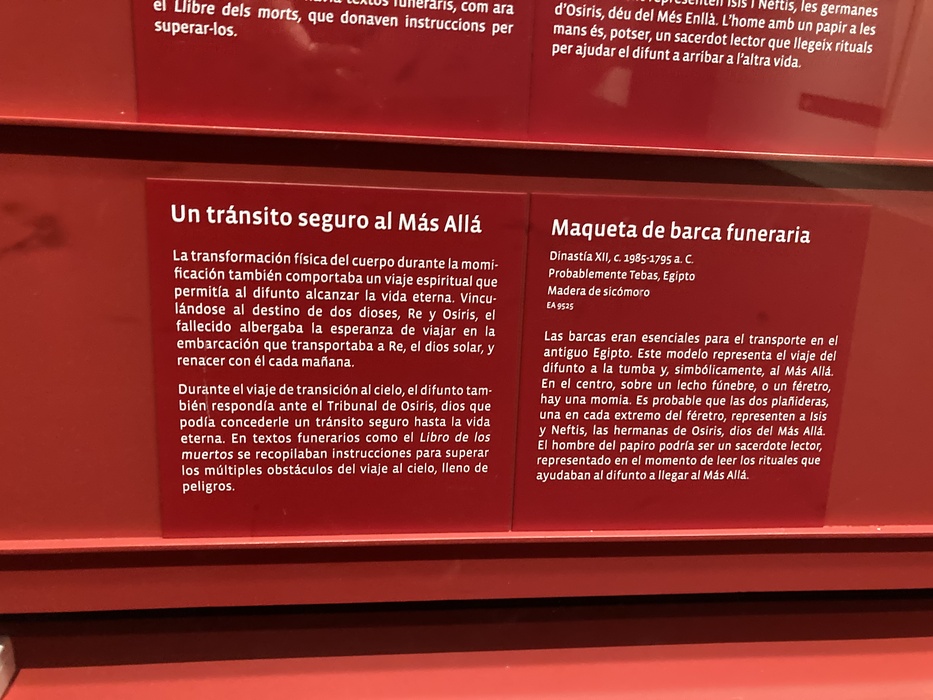 textos funeraris, com ara
el Llibre dels morts, que donaven instruccions per
superar-los.
representen Isis i Neftis, les germanes
d'Osiris, déu del Més Enllà. L'home amb un papir a les
mans és, potser, un sacerdot lector que llegeix rituals
per ajudar el difunt a arribar a l'altra vida.
Un tránsito seguro al Más Allá
La transformación física del cuerpo durante la momi-
ficación también comportaba un viaje espiritual que
permitía al difunto alcanzar la vida eterna. Vincu-
lándose al destino de dos dioses, Re y Osiris, el
fallecido albergaba la esperanza de viajar en la
embarcación que transportaba a Re, el dios solar, y
renacer con él cada mañana.
Durante el viaje de transición al cielo, el difunto tam-
bién respondía ante el Tribunal de Osiris, dios que
podía concederle un tránsito seguro hasta la vida
eterna. En textos funerarios como el Libro de los
muertos se recopilaban instrucciones para superar
los múltiples obstáculos del viaje al cielo, lleno de
peligros.
Maqueta de barca funeraria
Dinastía XII, c. 1985-1795 a. C.
Probablemente Tebas, Egipto
Madera de sicómoro
EA 9525
Las barcas eran esenciales para el transporte en el
antiguo Egipto. Este modelo representa el viaje del
difunto a la tumba y, simbólicamente, al Más Allá.
En el centro, sobre un lecho fúnebre, o un féretro,
hay una momia. Es probable que las dos plañideras,
una en cada extremo del féretro, representen a Isis
y Neftis, las hermanas de Osiris, dios del Más Allá.
El hombre del papiro podría ser un sacerdote lector,
representado en el momento de leer los rituales que
ayudaban al difunto a llegar al Más Allá.